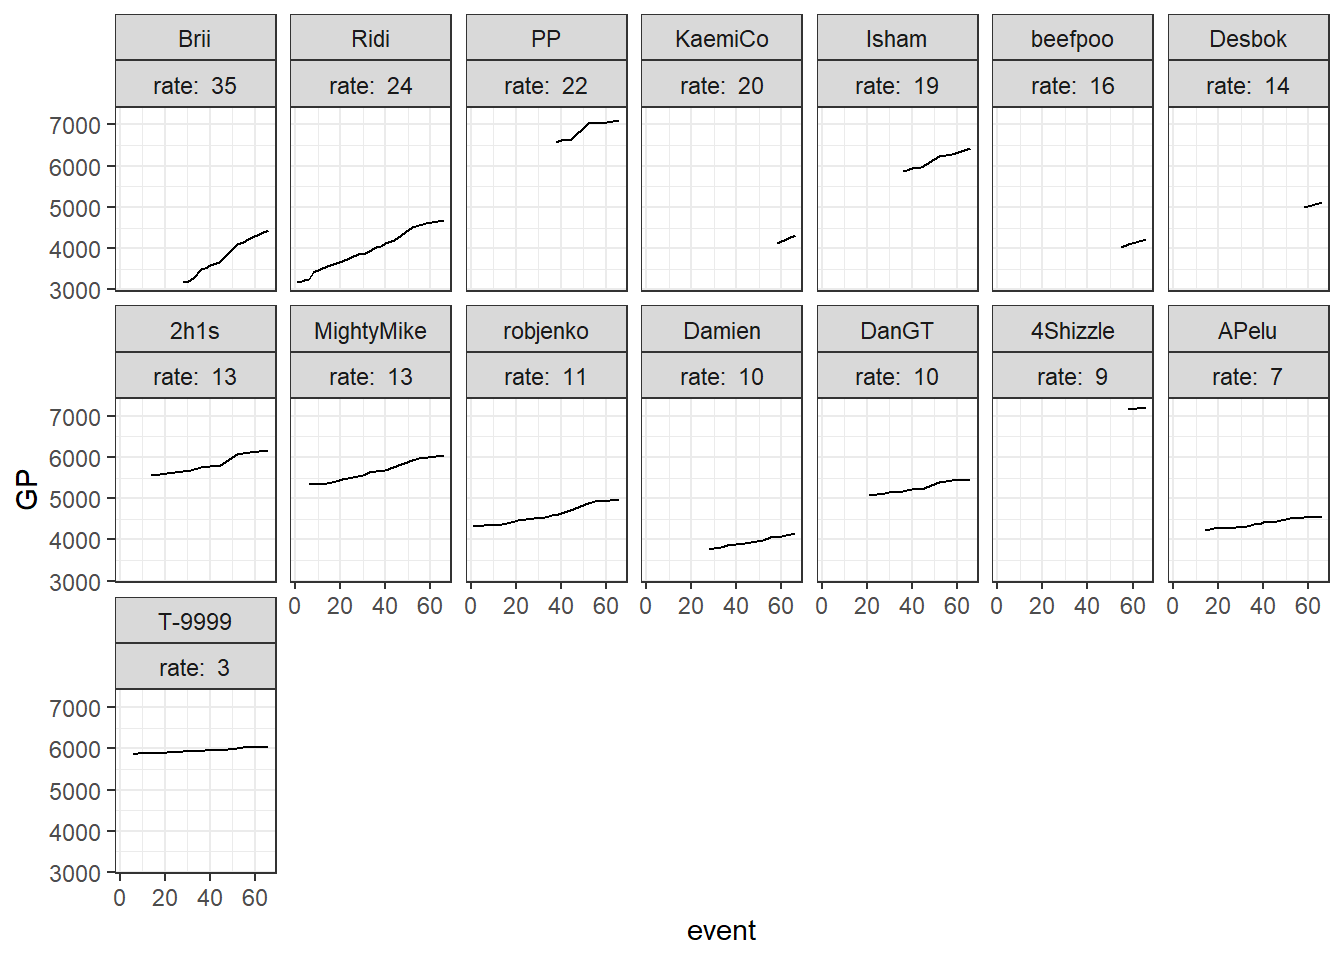 Brii Ridi PP KaemiCo Isham beefpoo Desbok
rate: 35 rate: 24 rate: 22 rate: 20 rate: 19 rate: 16 rate: 14
7000
6000
5000
4000
3000
2h1s MightyMike robjenko Damien DanGT 4Shizzle APelu
rate: 13 rate: 13 rate: 11 rate: 10 rate: 10 rate: 9 rate: 7
7000
6000
GP
5000
4000
3000
0 20 40 60 0 20 40 60 0 20 40 60 0 20 40 60 0 20 40 60 0 20 40 60
T-9999
rate: 3
7000
6000
5000
4000
3000
0 20 40 60
event